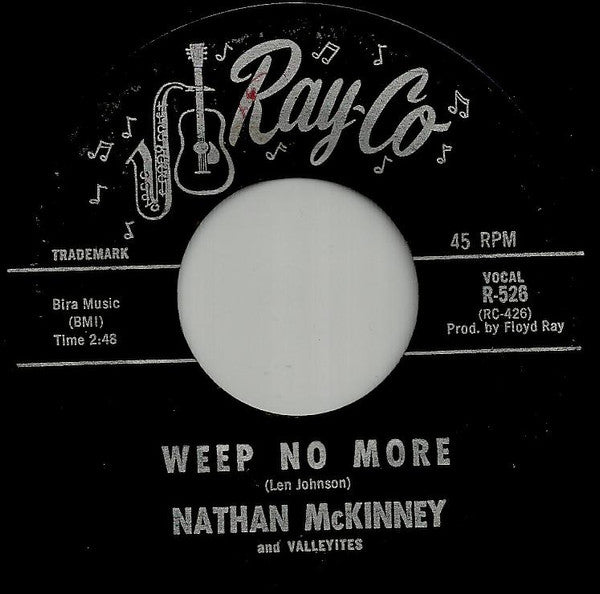 Ray-Co
TRADEMARK
45 RPM
Bira Music
(BMI)
Time 2:48
VOCAL
R-526
(RC-426)
Prod. by Floyd Ray
WEEP NO MORE
(Len Johnson)
NATHAN McKINNEY
and VALLEYITES